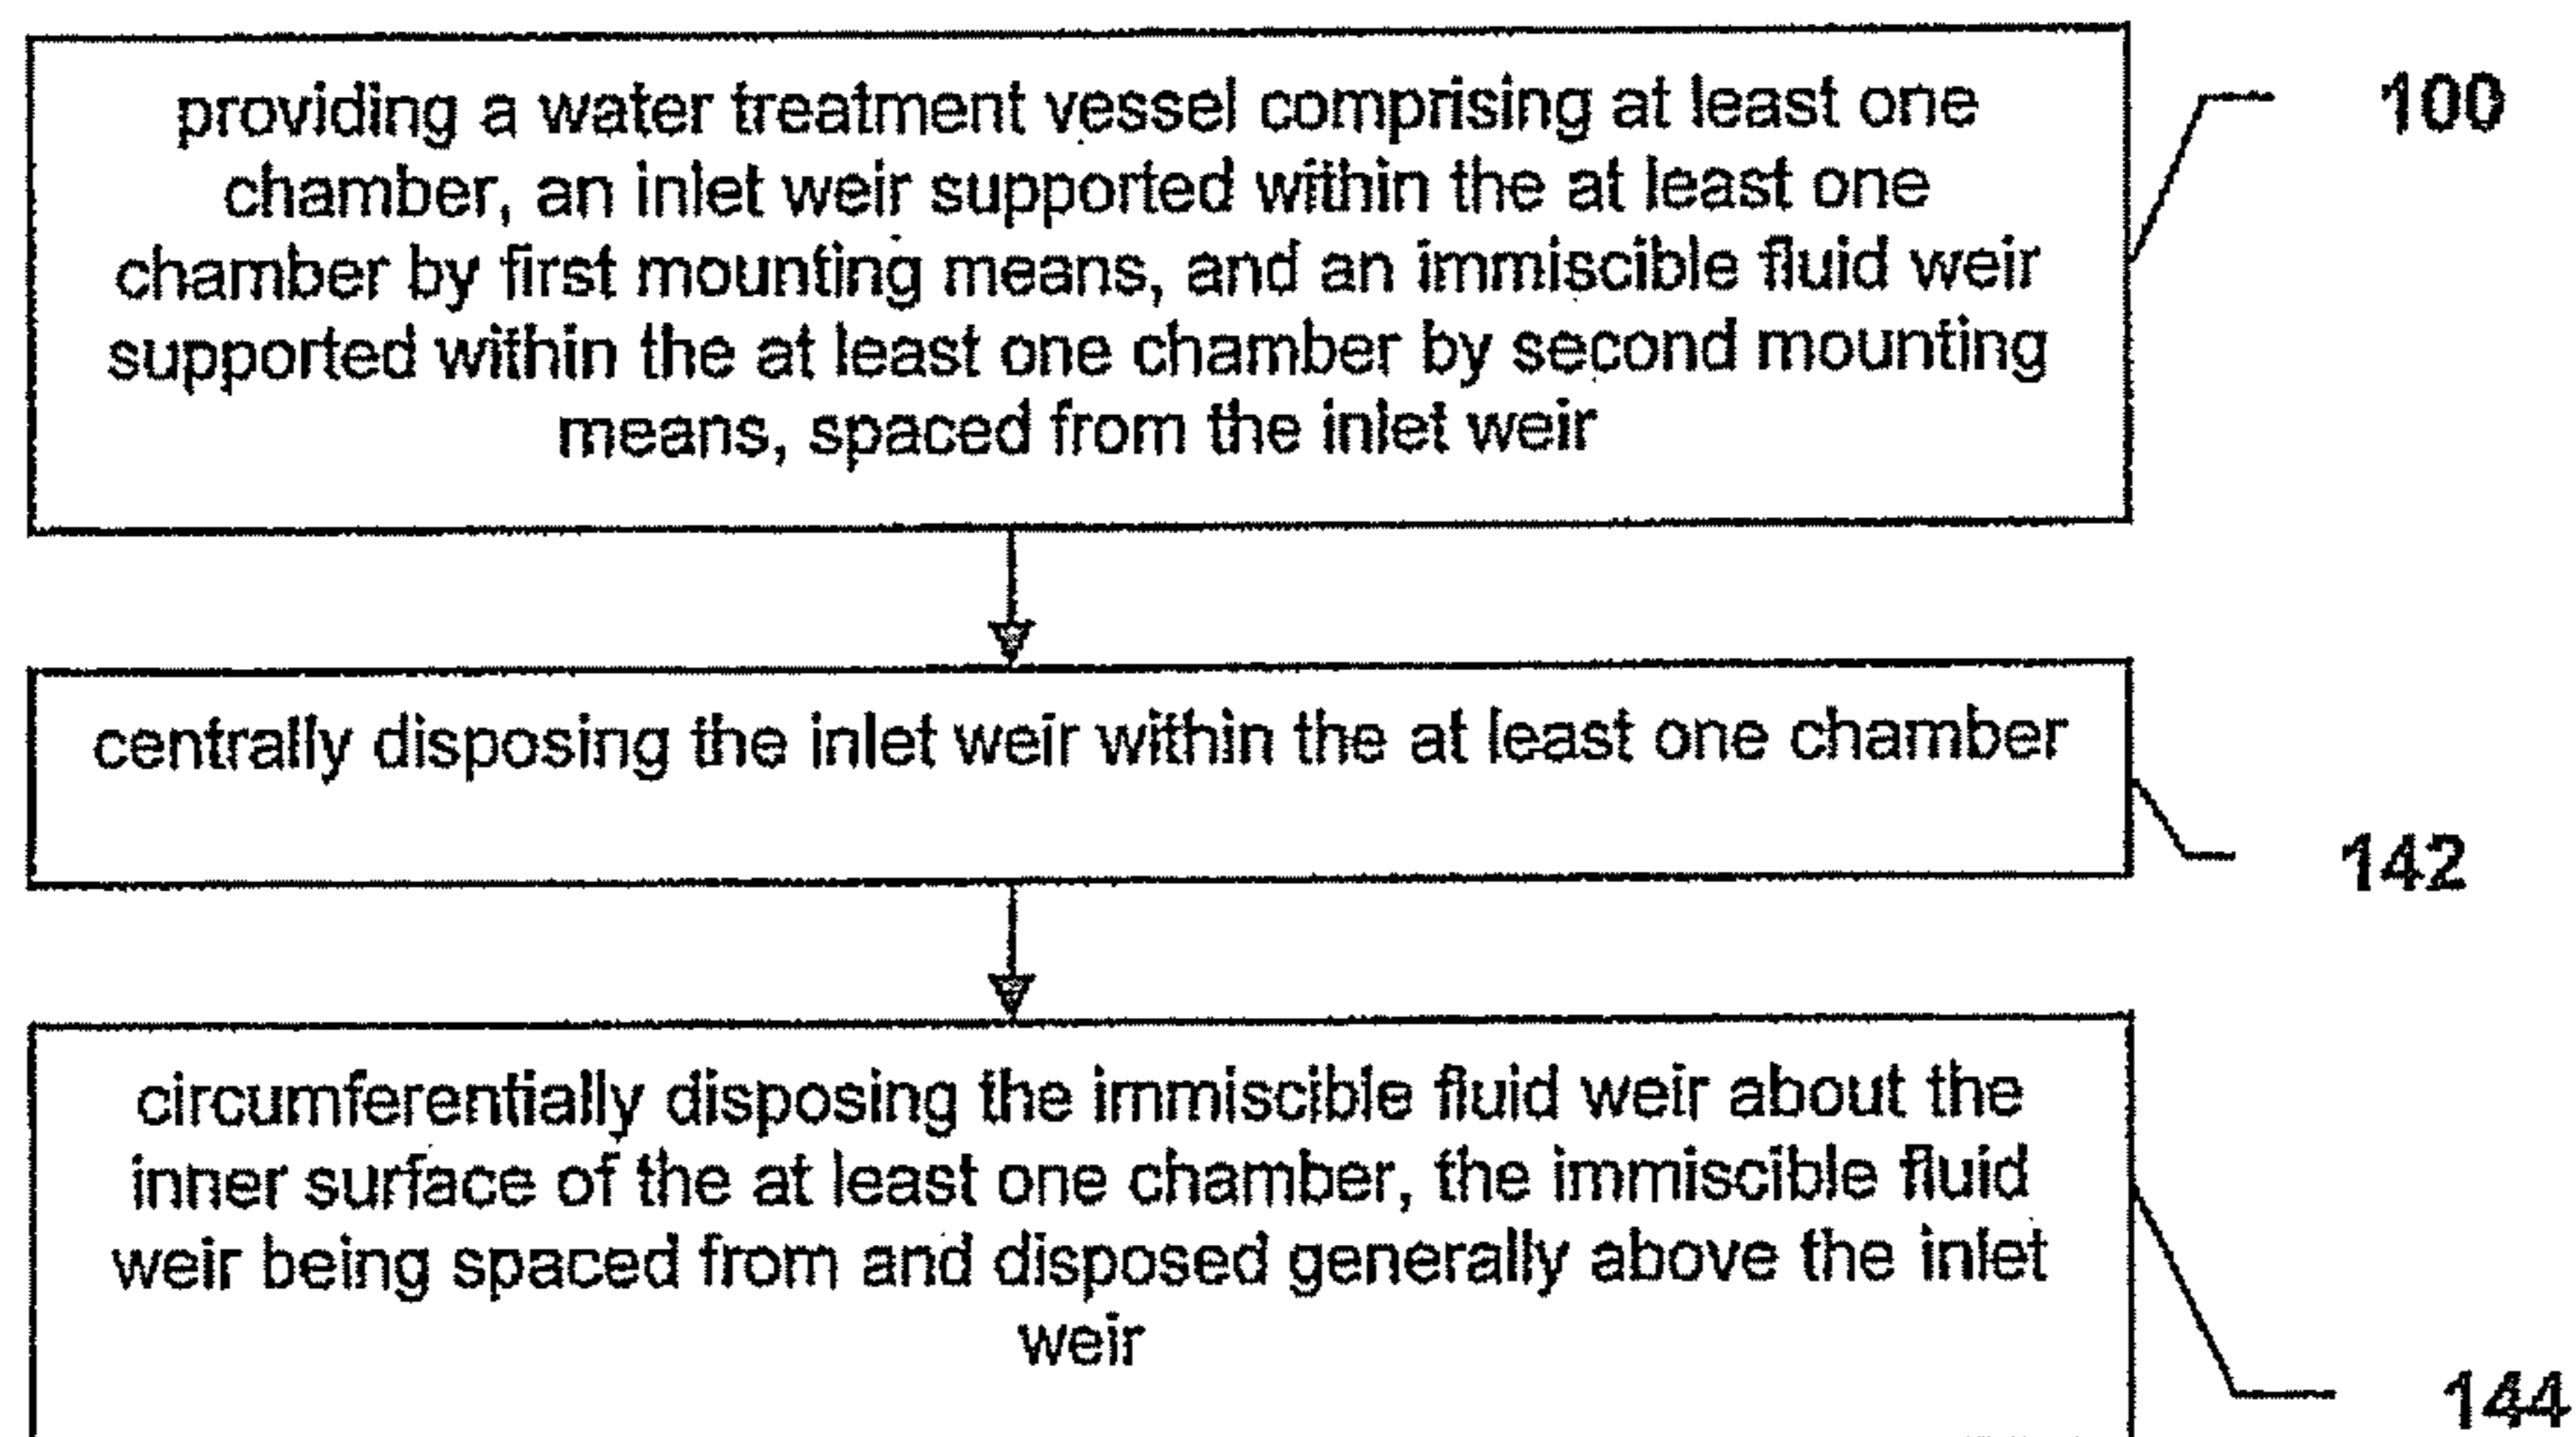 providing a water treatment vessel comprising at least one
chamber, an inlet weir supported within the at least one
chamber by first mounting means, and an immiscible fluid weir
supported within the at least one chamber by second mounting
means, spaced from the inlet weir
100
centrally disposing the inlet weir within the at least one chamber
142
circumferentially disposing the immiscible fluid weir about the
inner surface of the at least one chamber, the immiscible fluid
weir being spaced from and disposed generally above the inlet
weir
144